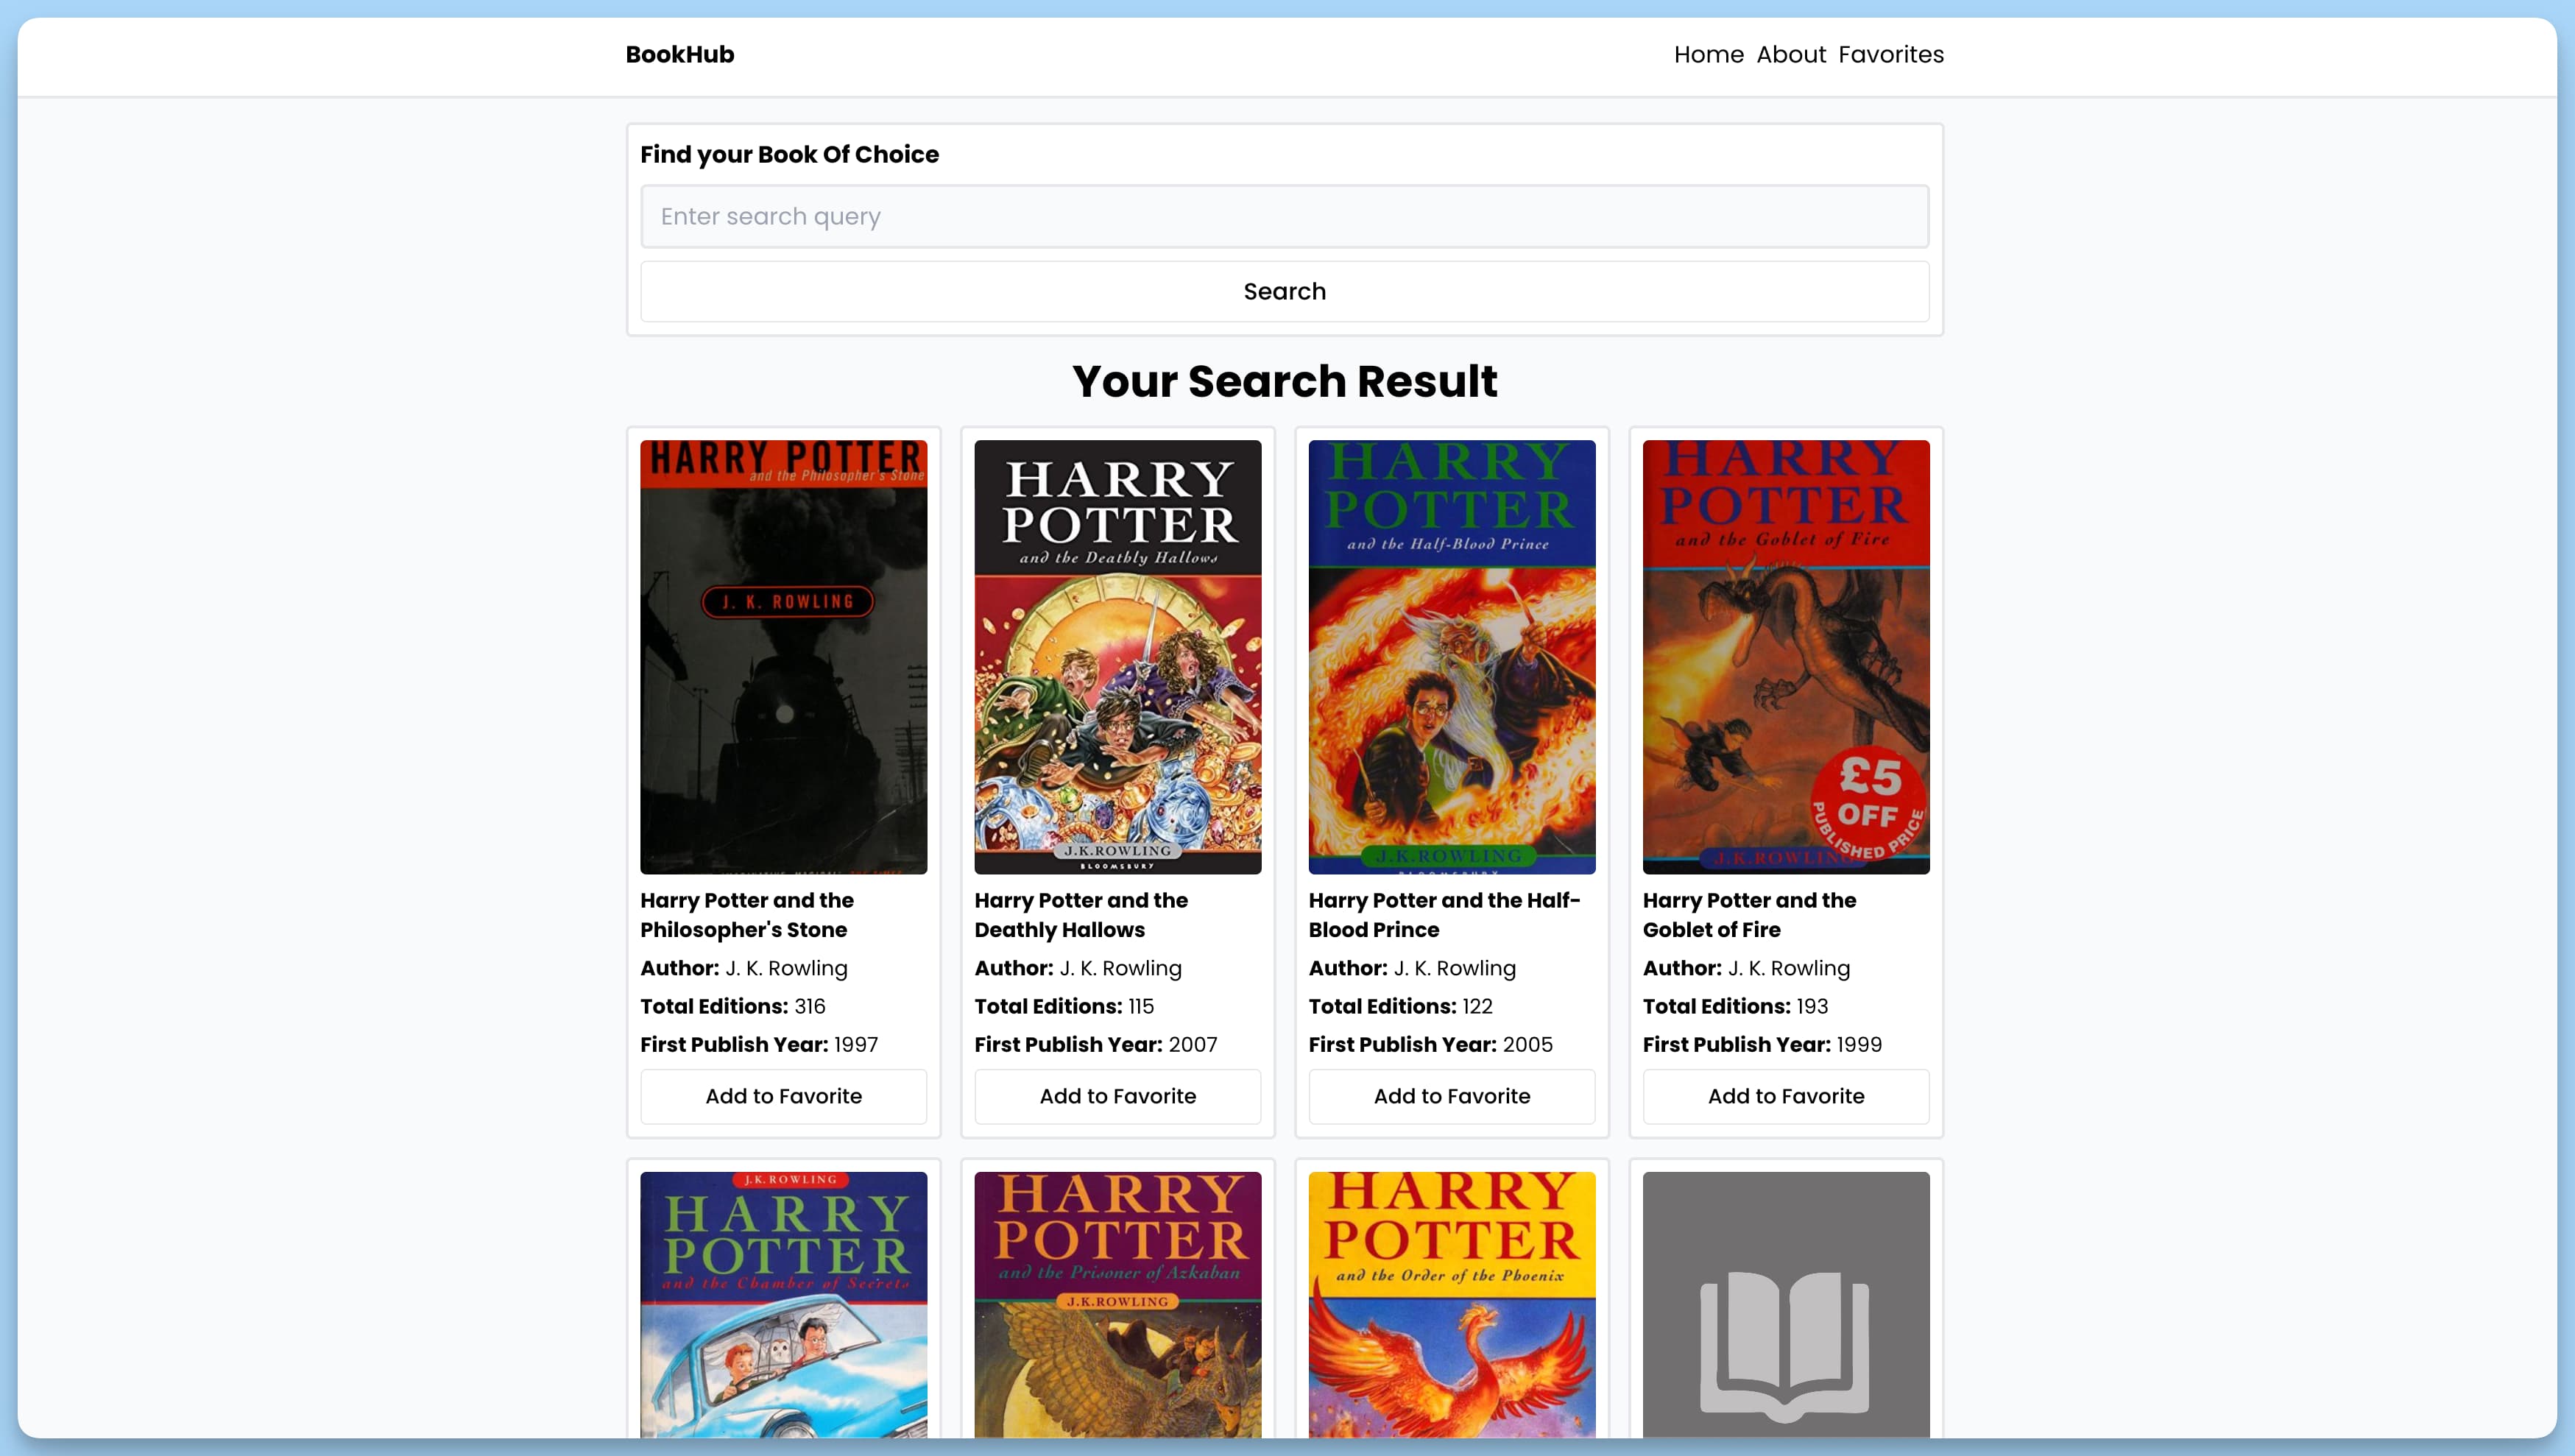 BookHub
Home About Favorites
Find your Book Of Choice
Enter search query
Search
Your Search Result
HARRY POTTER
and the Philosopher's Stone
J. K. ROWLING
HARRY
POTTER
and the Deathly Hallows
J.K.ROWLING
BLOOMSBURY
HARRY
POTTER
and the Half-Blood Prince
J.K.ROWLING
BLOOMSBURY
HARRY
POTTER
and the Goblet of Fire
£5
OFF
PUBLISHED PRICE
J.K.ROWLING
Harry Potter and the
Philosopher's Stone
Author: J. K. Rowling
Total Editions: 316
First Publish Year: 1997
Add to Favorite
Harry Potter and the
Deathly Hallows
Author: J. K. Rowling
Total Editions: 115
First Publish Year: 2007
Add to Favorite
Harry Potter and the Half-
Blood Prince
Author: J. K. Rowling
Total Editions: 122
First Publish Year: 2005
Add to Favorite
Harry Potter and the
Goblet of Fire
Author: J. K. Rowling
Total Editions: 193
First Publish Year: 1999
Add to Favorite
J.K.ROWLING
HARRY
POTTER
and the Chamber of Secrets
HARRY
POTTER
and the Prisoner of Azkaban
J.K.ROWLING
HARRY
POTTER
and the Order of the Phoenix